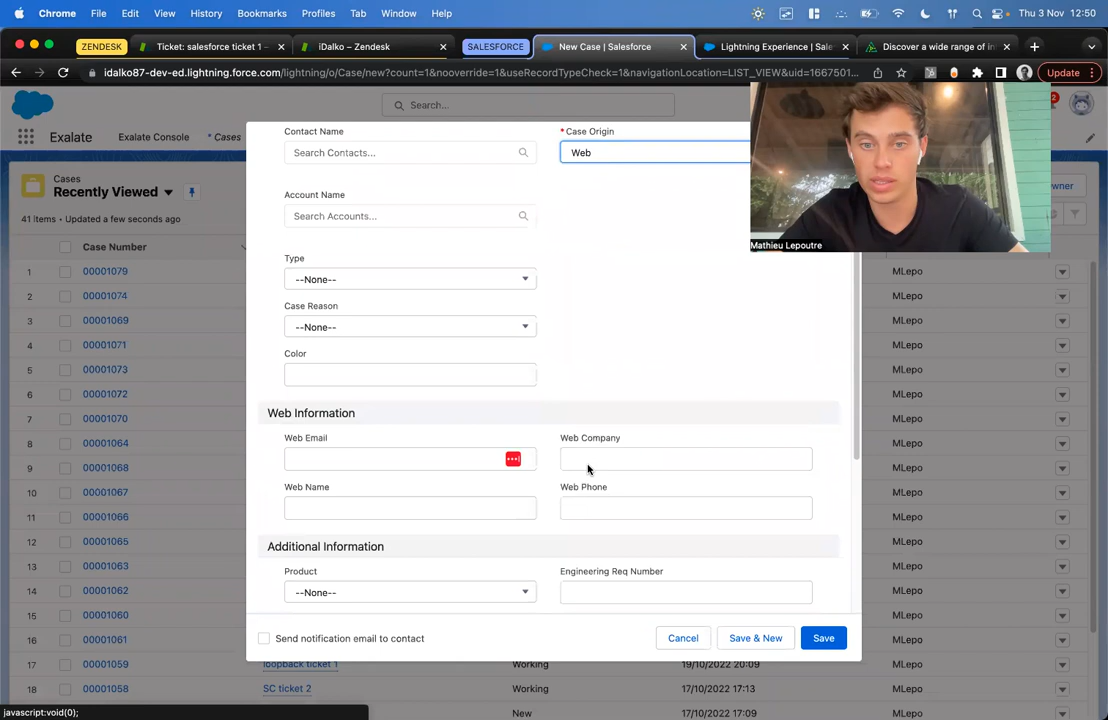 Chrome File Edit View History Bookmarks Profiles Tab Window Help Thu 3 Nov 12:50
ZENDESK Ticket: salesforce ticket 1 – iDalko – Zendesk SALESFORCE New Case | Salesforce Lightning Experience | Sale Discover a wide range of in
idalko87-dev-ed.lightning.force.com/lightning/o/Case/new?count=1&nooverride=1&useRecordTypeCheck=1&navigationLocation=LIST_VIEW&uid=1667501... Update
Search...
Exalate Exalate Console * Cases
Contact Name
* Case Origin
Search Contacts...
Web
Account Name
Search Accounts...
Type
--None--
Case Reason
--None--
Color
Web Information
Web Email
Web Company
Web Name
Web Phone
Additional Information
Product
Engineering Req Number
--None--
Send notification email to contact
Cancel
Save & New
Save
Mathieu Lepoutre
Cases
Recently Viewed
41 items • Updated a few seconds ago
Owner
Case Number
1 00001079 MLepo
2 00001074 MLepo
3 00001069 MLepo
4 00001071 MLepo
5 00001073 MLepo
6 00001072 MLepo
7 00001070 MLepo
8 00001064 MLepo
9 00001068 MLepo
10 00001067 MLepo
11 00001066 MLepo
12 00001065 MLepo
13 00001063 MLepo
14 00001062 MLepo
15 00001060 MLepo
16 00001061 MLepo
17 00001059 loopback ticket 1 Working 19/10/2022 20:09 MLepo
18 00001058 SC ticket 2 Working 17/10/2022 17:13 MLepo
New 17/10/2022 17:09 MLepo
javascript:void(0);